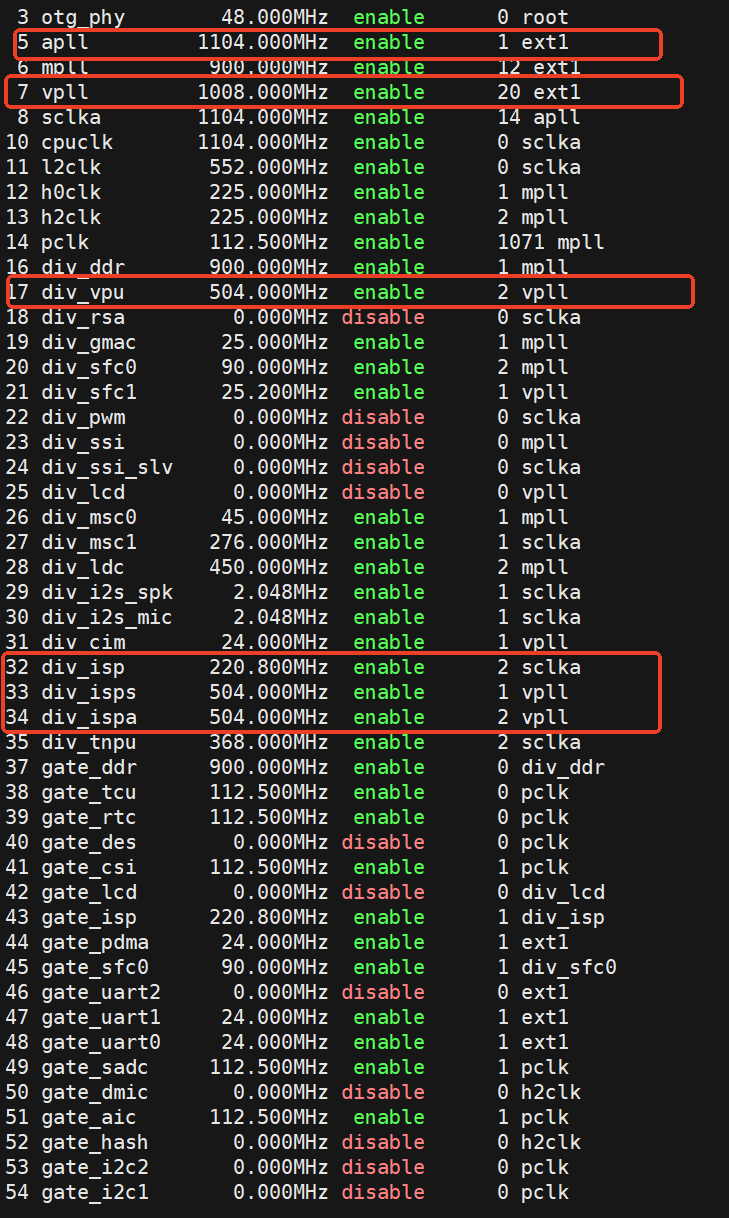 3 otg_phy 48.000MHz enable 0 root
5 apll 1104.000MHz enable 1 ext1
6 mpll 900.000MHz enable 12 ext1
7 vpll 1008.000MHz enable 20 ext1
8 sclka 1104.000MHz enable 14 apll
10 cpuclk 1104.000MHz enable 0 sclka
11 l2clk 552.000MHz enable 0 sclka
12 h0clk 225.000MHz enable 1 mpll
13 h2clk 225.000MHz enable 2 mpll
14 pclk 112.500MHz enable 1071 mpll
16 div_ddr 900.000MHz enable 1 mpll
17 div_vpu 504.000MHz enable 2 vpll
18 div_rsa 0.000MHz disable 0 sclka
19 div_gmac 25.000MHz enable 1 mpll
20 div_sfc0 90.000MHz enable 2 mpll
21 div_sfc1 25.200MHz enable 1 vpll
22 div_pwm 0.000MHz disable 0 sclka
23 div_ssi 0.000MHz disable 0 mpll
24 div_ssi_slv 0.000MHz disable 0 sclka
25 div_lcd 0.000MHz disable 0 vpll
26 div_msc0 45.000MHz enable 1 mpll
27 div_msc1 276.000MHz enable 1 sclka
28 div_ldc 450.000MHz enable 2 mpll
29 div_i2s_spk 2.048MHz enable 1 sclka
30 div_i2s_mic 2.048MHz enable 1 sclka
31 div_cim 24.000MHz enable 1 vpll
32 div_isp 220.800MHz enable 2 sclka
33 div_isps 504.000MHz enable 1 vpll
34 div_ispa 504.000MHz enable 2 vpll
35 div_tnpu 368.000MHz enable 2 sclka
37 gate_ddr 900.000MHz enable 0 div_ddr
38 gate_tcu 112.500MHz enable 0 pclk
39 gate_rtc 112.500MHz enable 0 pclk
40 gate_des 0.000MHz disable 0 pclk
41 gate_csi 112.500MHz enable 1 pclk
42 gate_lcd 0.000MHz disable 0 div_lcd
43 gate_isp 220.800MHz enable 1 div_isp
44 gate_pdma 24.000MHz enable 1 ext1
45 gate_sfc0 90.000MHz enable 1 div_sfc0
46 gate_uart2 0.000MHz disable 0 ext1
47 gate_uart1 24.000MHz enable 1 ext1
48 gate_uart0 24.000MHz enable 1 ext1
49 gate_sadc 112.500MHz enable 1 pclk
50 gate_dmic 0.000MHz disable 0 h2clk
51 gate_aic 112.500MHz enable 1 pclk
52 gate_hash 0.000MHz disable 0 h2clk
53 gate_i2c2 0.000MHz disable 0 pclk
54 gate_i2c1 0.000MHz disable 0 pclk